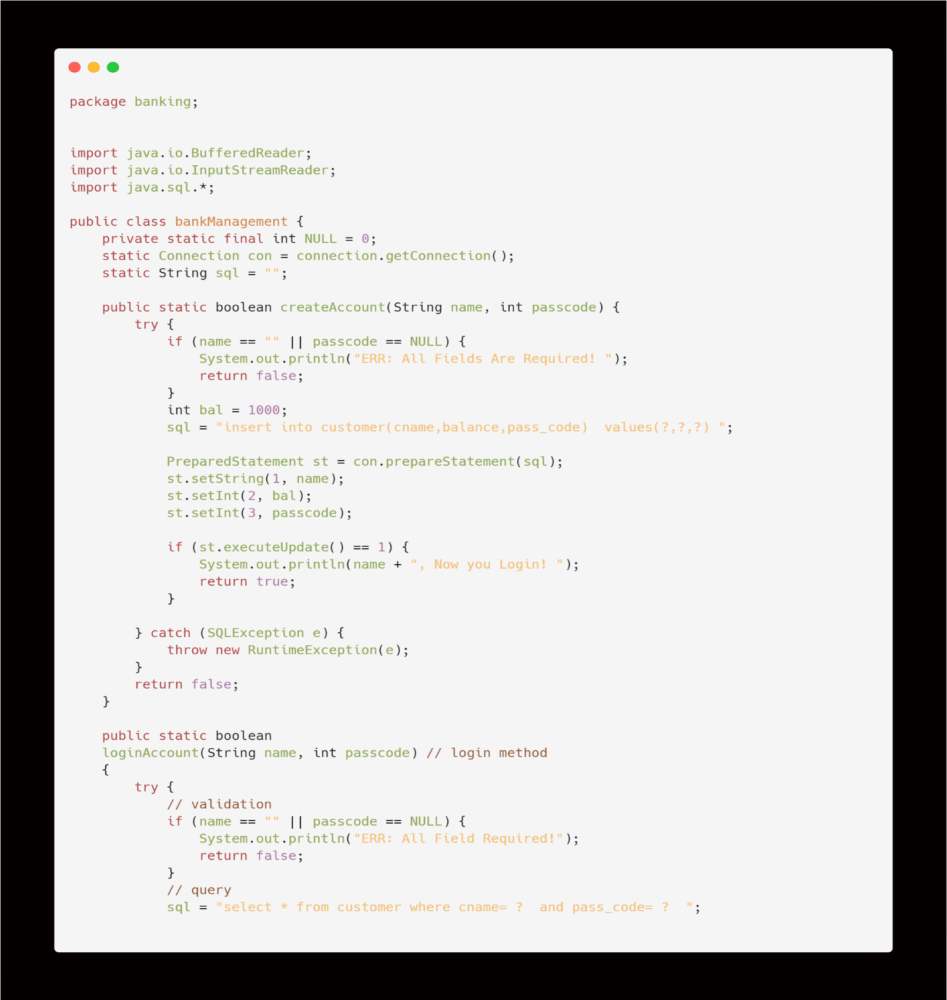 package banking;
import java.io.BufferedReader;
import java.io.InputStreamReader;
import java.sql.*;
public class bankManagement {
    private static final int NULL = 0;
    static Connection con = connection.getConnection();
    static String sql = "";
    public static boolean createAccount(String name, int passcode) {
        try {
            if (name == "" || passcode == NULL) {
                System.out.println("ERR: All Fields Are Required! ");
                return false;
            }
            int bal = 1000;
            sql = "insert into customer(cname,balance,pass_code)  values(?,?,?) ";
            PreparedStatement st = con.prepareStatement(sql);
            st.setString(1, name);
            st.setInt(2, bal);
            st.setInt(3, passcode);
            if (st.executeUpdate() == 1) {
                System.out.println(name + ", Now you Login! ");
                return true;
            }
        } catch (SQLException e) {
            throw new RuntimeException(e);
        }
        return false;
    }
    public static boolean
    loginAccount(String name, int passcode) // login method
    {
        try {
            // validation
            if (name == "" || passcode == NULL) {
                System.out.println("ERR: All Field Required!");
                return false;
            }
            // query
            sql = "select * from customer where cname= ?  and pass_code= ?  ";